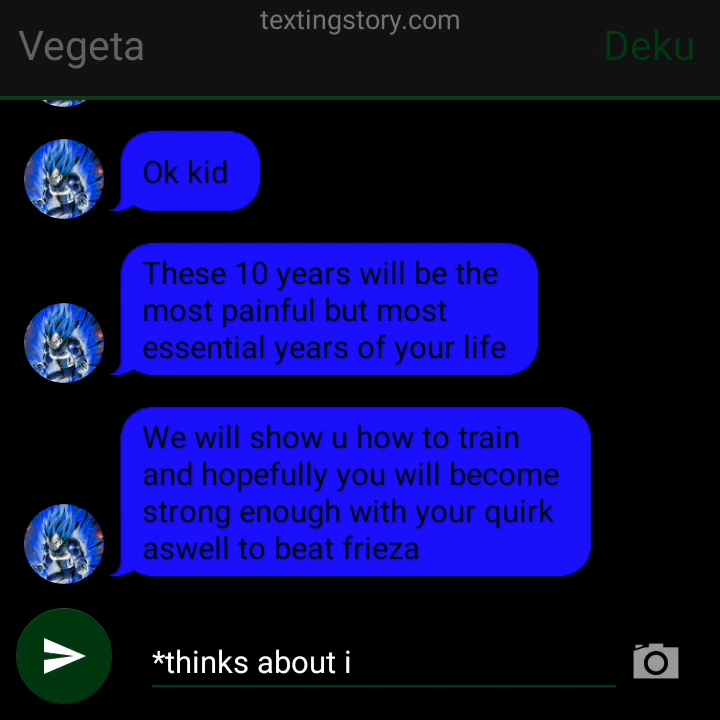 textingstory.com
Vegeta
Deku
Ok kid
These 10 years will be the
most painful but most
essential years of your life
We will show u how to train
and hopefully you will become
strong enough with your quirk
aswell to beat frieza
*thinks about i